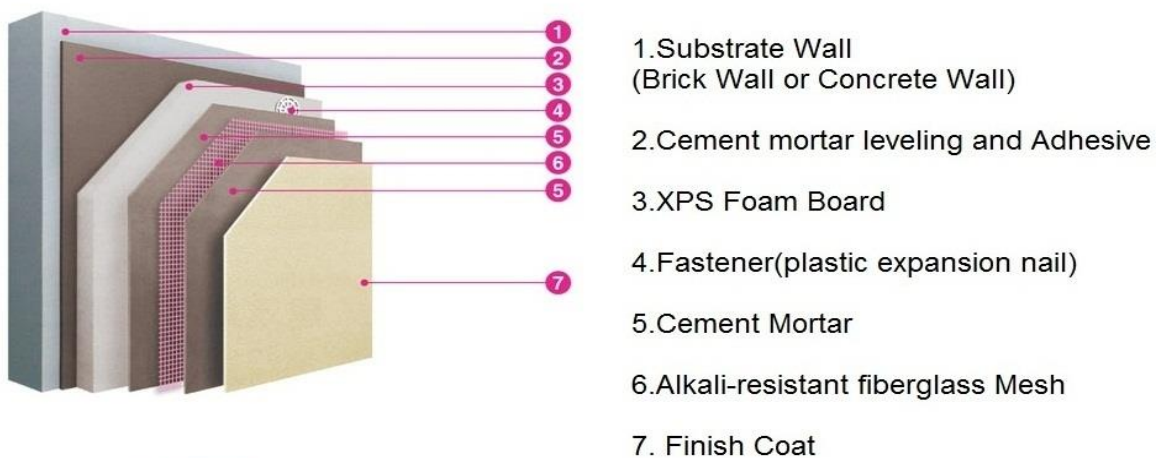 1
2
3
4
5
6
5
7
1.Substrate Wall
(Brick Wall or Concrete Wall)
2.Cement mortar leveling and Adhesive
3.XPS Foam Board
4.Fastener(plastic expansion nail)
5.Cement Mortar
6.Alkali-resistant fiberglass Mesh
7. Finish Coat